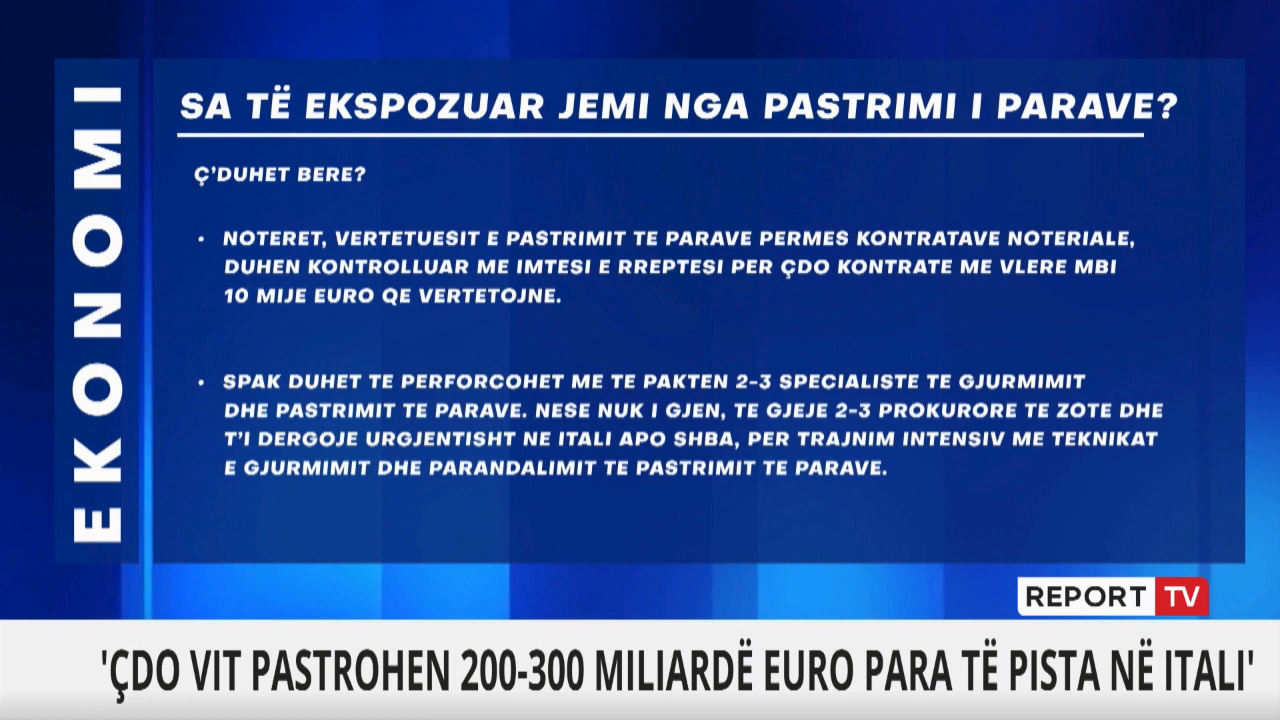 EKONOMI
SA TË EKSPOZUAR JEMI NGA PASTRIMI I PARAVE?
Ç'DUHET BERE?
• NOTERET, VERTETUESIT E PASTRIMIT TE PARAVE PERMES KONTRATAVE NOTERIALE,
DUHEN KONTROLLUAR ME IMTESI E RREPTESI PER ÇDO KONTRATE ME VLERE MBI
10 MIJE EURO QE VERTETOJNE.
• SPAK DUHET TE PERFORCOHET ME TE PAKTEN 2-3 SPECIALISTE TE GJURMIMIT
DHE PASTRIMIT TE PARAVE. NESE NUK I GJEN, TE GJEJE 2-3 PROKURORE TE ZOTE DHE
T'I DERGOJE URGJENTISHT NE ITALI APO SHBA, PER TRAJNIM INTENSIV ME TEKNIKAT
E GJURMIMIT DHE PARANDALIMIT TE PASTRIMIT TE PARAVE.
REPORT TV
'ÇDO VIT PASTROHEN 200-300 MILIARDË EURO PARA TË PISTA NË ITALI'